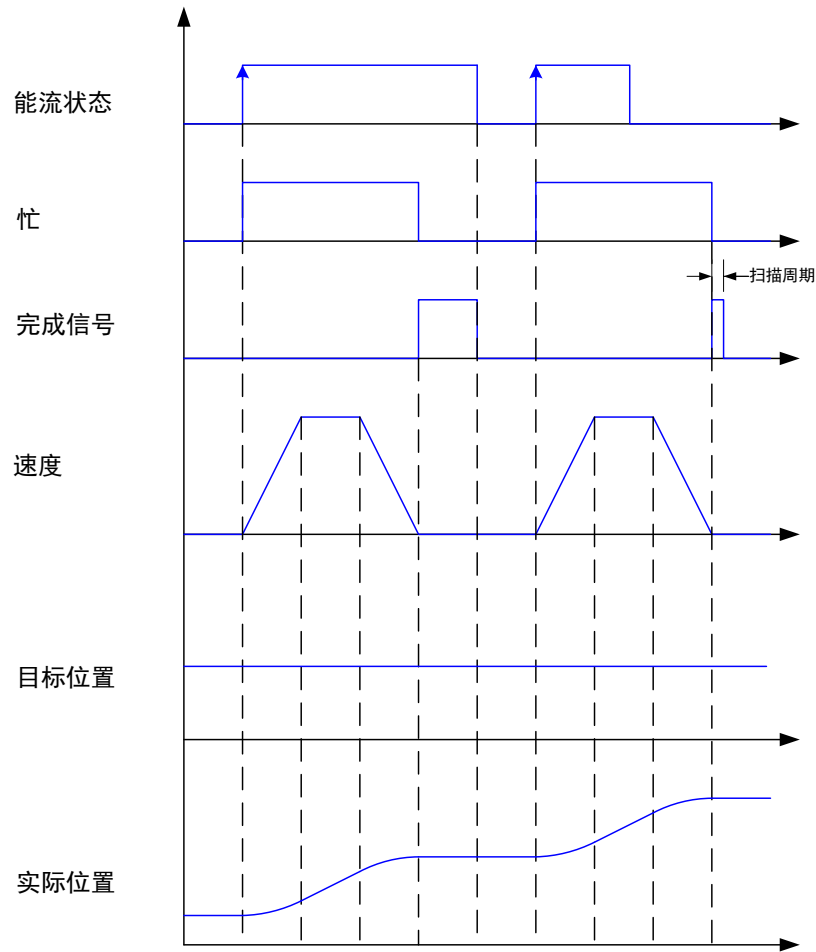 能流状态
忙
扫描周期
完成信号
速度
目标位置
实际位置